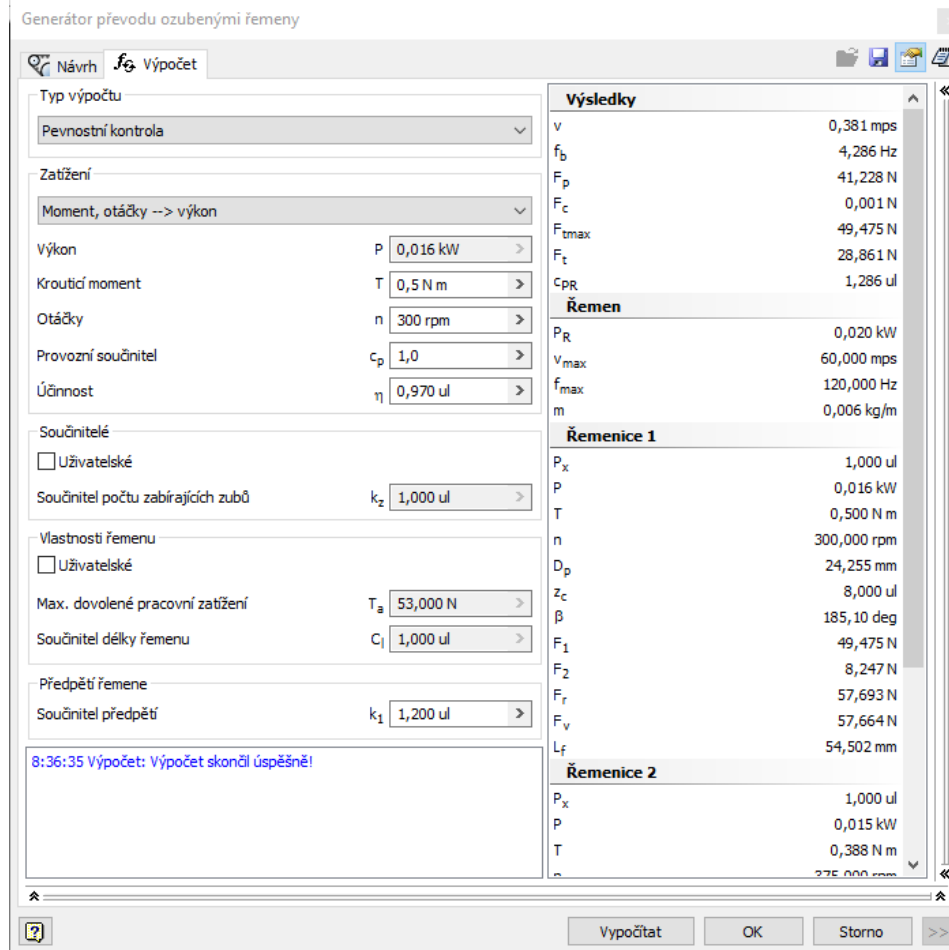 Generátor převodu ozubenými řemeny
Návrh
Výpočet
Typ výpočtu
Pevnostní kontrola
Zatížení
Moment, otáčky --> výkon
Výkon P 0,016 kW
Krouticí moment T 0,5 N m
Otáčky n 300 rpm
Provozní součinitel cp 1,0
Účinnost η 0,970 ul
Součinitelé
Uživatelské
Součinitel počtu zabírajících zubů kz 1,000 ul
Vlastnosti řemenu
Uživatelské
Max. dovolené pracovní zatížení Ta 53,000 N
Součinitel délky řemenu Cl 1,000 ul
Předpětí řemene
Součinitel předpětí k1 1,200 ul
8:36:35 Výpočet: Výpočet skončil úspěšně!
Výsledky
v 0,381 mps
fb 4,286 Hz
Fp 41,228 N
Fc 0,001 N
Ftmax 49,475 N
Ft 28,861 N
cPR 1,286 ul
Řemen
PR 0,020 kW
vmax 60,000 mps
fmax 120,000 Hz
m 0,006 kg/m
Řemenice 1
Px 1,000 ul
P 0,016 kW
T 0,500 N m
n 300,000 rpm
Dp 24,255 mm
zc 8,000 ul
β 185,10 deg
F1 49,475 N
F2 8,247 N
Fr 57,693 N
Fv 57,664 N
Lf 54,502 mm
Řemenice 2
Px 1,000 ul
P 0,015 kW
T 0,388 N m
n 375,000 rpm
Vypočítat
OK
Storno
>>